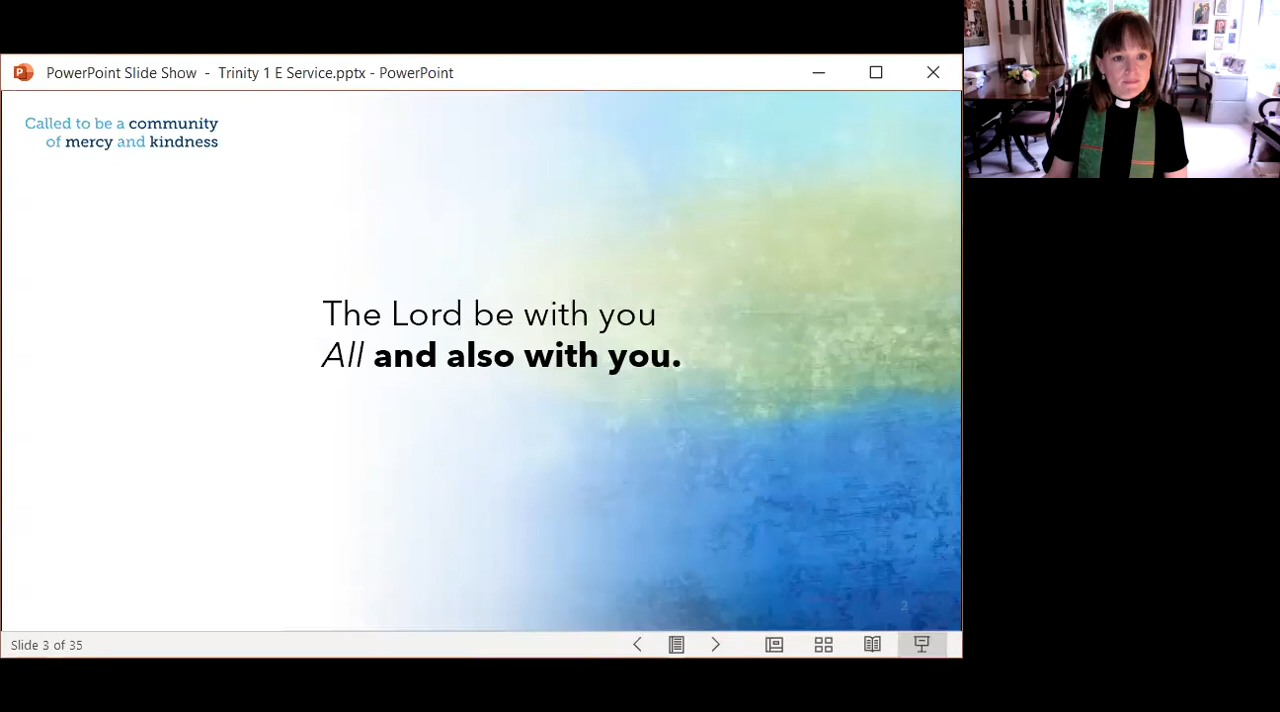 PowerPoint Slide Show - Trinity 1 E Service.pptx - PowerPoint
Called to be a community
of mercy and kindness
The Lord be with you
All and also with you.
2
Slide 3 of 35